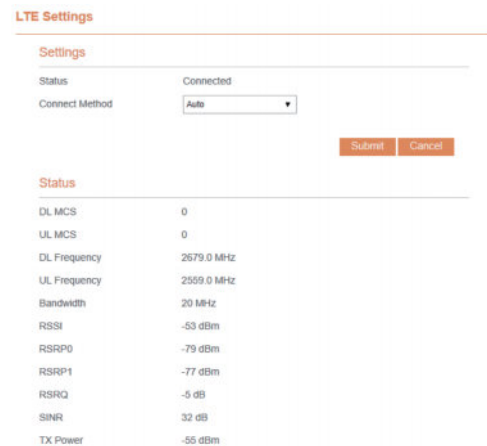 LTE Settings
Settings
Status Connected
Connect Method Auto
Submit Cancel
Status
DL MCS 0
UL MCS 0
DL Frequency 2679.0 MHz
UL Frequency 2559.0 MHz
Bandwidth 20 MHz
RSSI -53 dBm
RSRP0 -79 dBm
RSRP1 -77 dBm
RSRQ -5 dB
SINR 32 dB
TX Power -55 dBm